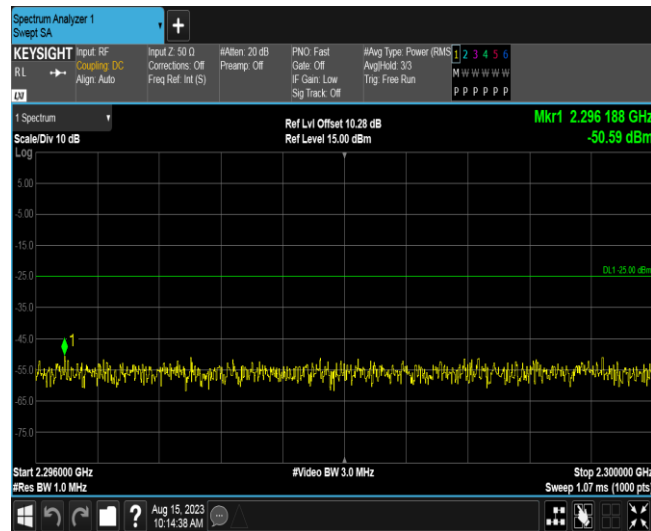 Spectrum Analyzer 1
Swept SA
+
KEYSIGHT
RL
LXI
Input: RF
Coupling: DC
Align: Auto
Input Z: 50 Ω
Corrections: Off
Freq Ref: Int (S)
#Atten: 20 dB
Preamp: Off
PNO: Fast
Gate: Off
IF Gain: Low
Sig Track: Off
#Avg Type: Power (RMS
Avg|Hold: 3/3
Trig: Free Run
1 2 3 4 5 6
M W W W W W
P P P P P P
1 Spectrum
Scale/Div 10 dB
Log
Ref Lvl Offset 10.28 dB
Ref Level 15.00 dBm
Mkr1 2.296 188 GHz
-50.59 dBm
5.00
-5.00
-15.0
-25.0
DL1 -25.00 dBm
-35.0
-45.0
1
-55.0
-65.0
-75.0
Start 2.296000 GHz
#Res BW 1.0 MHz
#Video BW 3.0 MHz
Stop 2.300000 GHz
Sweep 1.07 ms (1000 pts)
?
Aug 15, 2023
10:14:38 AM